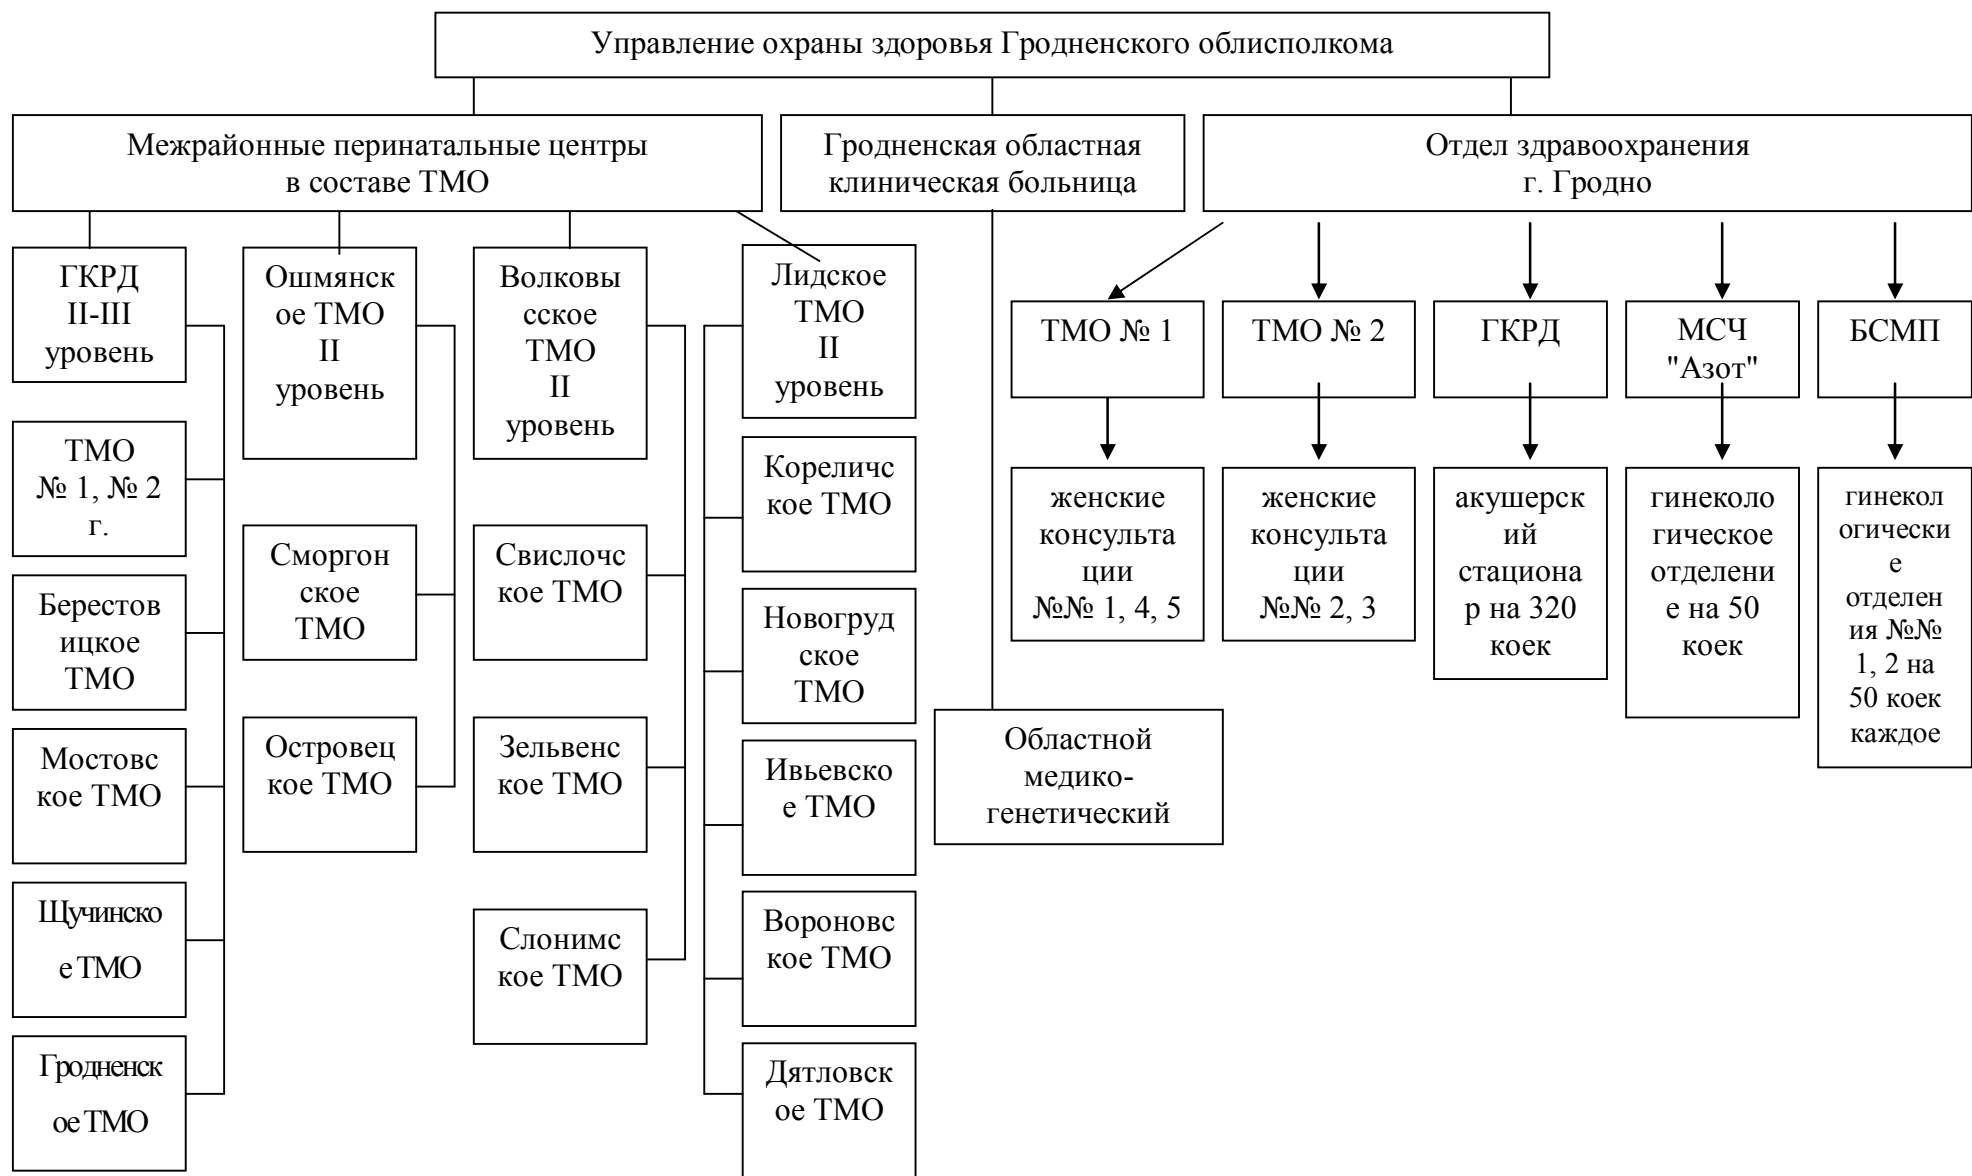 Управление охраны здоровья Гродненского облисполкома
Межрайонные перинатальные центры
в составе ТМО
Гродненская областная
клиническая больница
Отдел здравоохранения
г. Гродно
ГКРД
II-III
уровень
ТМО
№ 1, № 2
г.
Берестов
ицкое
ТМО
Мостовс
кое ТМО
Щучинско
е ТМО
Гродненск
ое ТМО
Ошмянск
ое ТМО
II
уровень
Сморгон
ское
ТМО
Островец
кое ТМО
Волковы
сское
ТМО
II
уровень
Свислочс
кое ТМО
Зельвенс
кое ТМО
Слонимс
кое ТМО
Лидское
ТМО
II
уровень
Кореличс
кое ТМО
Новогруд
ское
ТМО
Ивьевско
е ТМО
Вороновс
кое ТМО
Дятловск
ое ТМО
Областной
медико-
генетический
ТМО № 1
ТМО № 2
ГКРД
МСЧ
"Азот"
БСМП
женские
консульта
ции
№№ 1, 4, 5
женские
консульта
ции
№№ 2, 3
акушерск
ий
стациона
р на 320
коек
гинеколо
гическое
отделени
е на 50
коек
гинекол
огически
е
отделен
ия №№
1, 2 на
50 коек
каждое